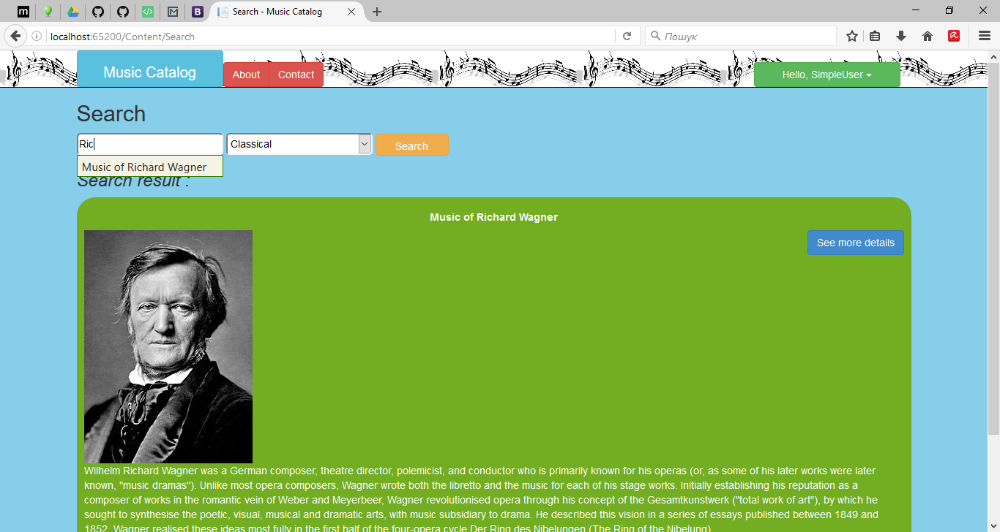 m
M
B
Search - Music Catalog
localhost:65200/Content/Search
Пошук
Music Catalog
About
Contact
Hello, SimpleUser
Search
Ric
Classical
Search
Music of Richard Wagner
Search result :
Music of Richard Wagner
See more details
Wilhelm Richard Wagner was a German composer, theatre director, polemicist, and conductor who is primarily known for his operas (or, as some of his later works were later
known, "music dramas"). Unlike most opera composers, Wagner wrote both the libretto and the music for each of his stage works. Initially establishing his reputation as a
composer of works in the romantic vein of Weber and Meyerbeer, Wagner revolutionised opera through his concept of the Gesamtkunstwerk ("total work of art"), by which he
sought to synthesise the poetic, visual, musical and dramatic arts, with music subsidiary to drama. He described this vision in a series of essays published between 1849 and
1852. Wagner realised these ideas most fully in the first half of the four-opera cycle Der Ring des Nibelungen (The Ring of the Nibelung)